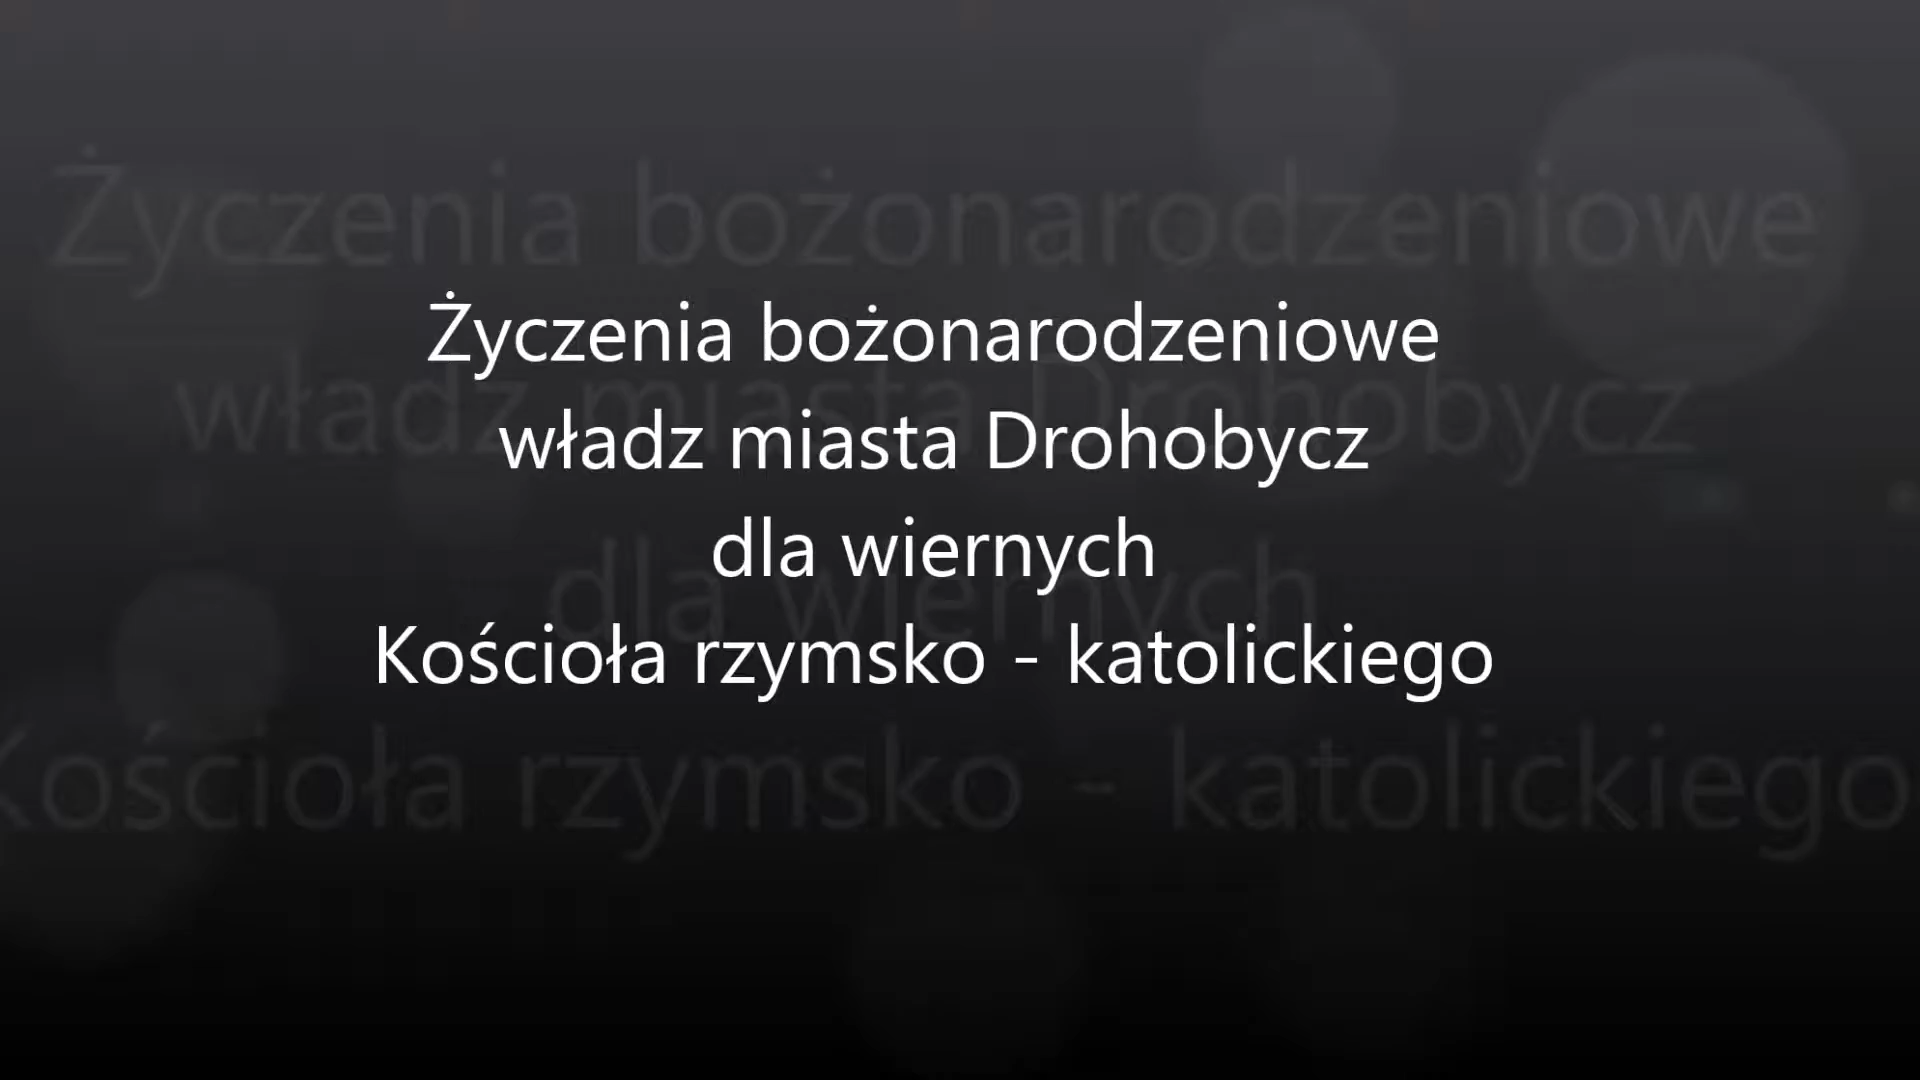 Życzenia bożonarodzeniowe
władz miasta Drohobycz
dla wiernych
Kościoła rzymsko - katolickiego